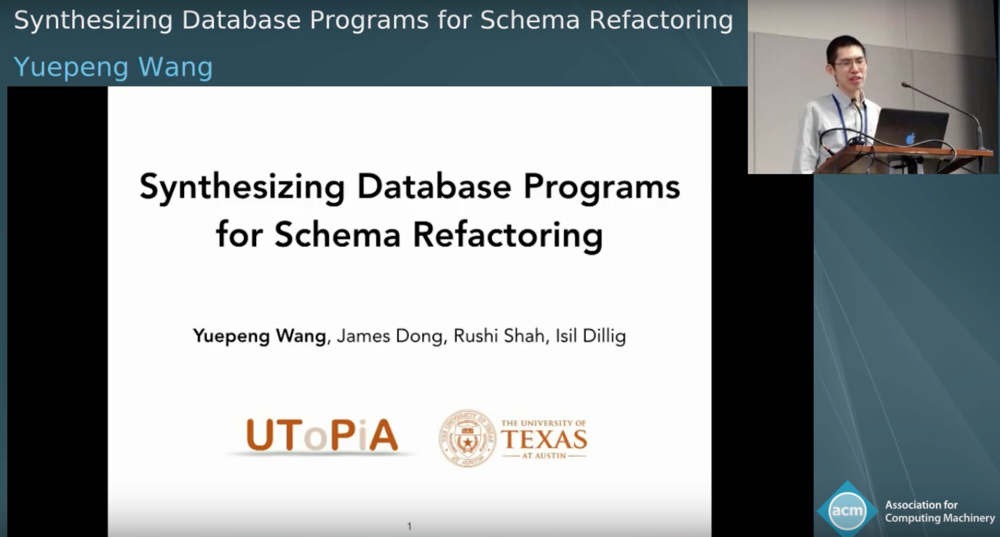 Synthesizing Database Programs for Schema Refactoring
Yuepeng Wang
Synthesizing Database Programs
for Schema Refactoring
Yuepeng Wang, James Dong, Rushi Shah, Isil Dillig
UToPiA
THE UNIVERSITY OF
TEXAS
AT AUSTIN
1
acm
Association for
Computing Machinery